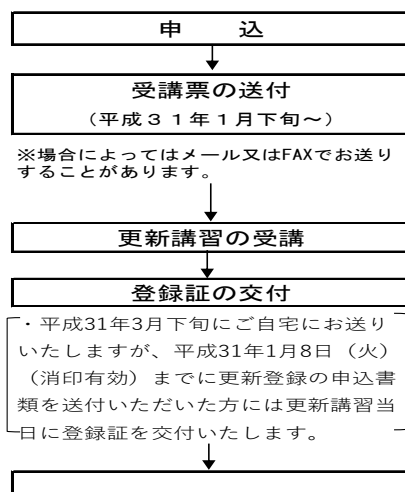 申　込
受講票の送付
（平成３１年１月下旬～）
※場合によってはメール又はFAXでお送り
することがあります。
更新講習の受講
登録証の交付
・平成31年3月下旬にご自宅にお送り
いたしますが、平成31年1月8日（火）
（消印有効）までに更新登録の申込書
類を送付いただいた方には更新講習当
日に登録証を交付いたします。